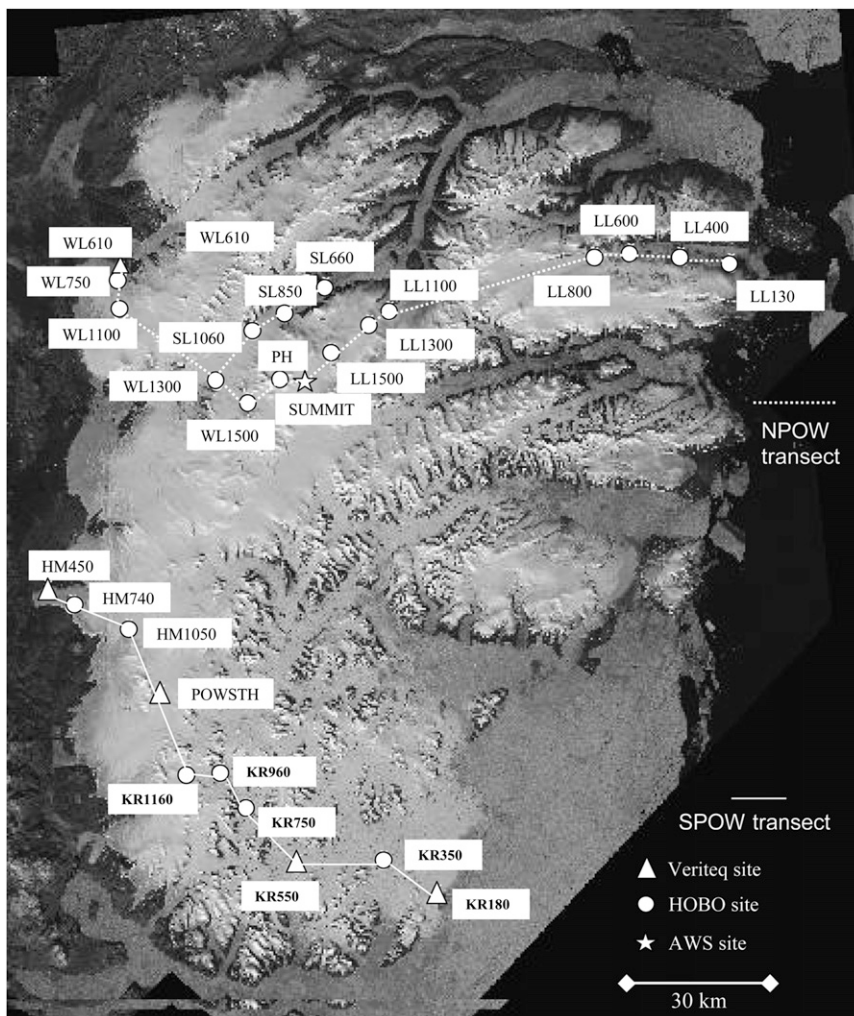 LL600
LL400
WL610
WL610
SL660
WL750
SL850
LL1100
LL800
LL130
WL1100
SL1060
PH
LL1300
WL1300
LL1500
SUMMIT
WL1500
NPOW
transect
HM450
HM740
HM1050
POWSTH
KR960
KR1160
KR750
SPOW transect
KR350
Veriteq site
KR550
KR180
HOBO site
AWS site
30 km